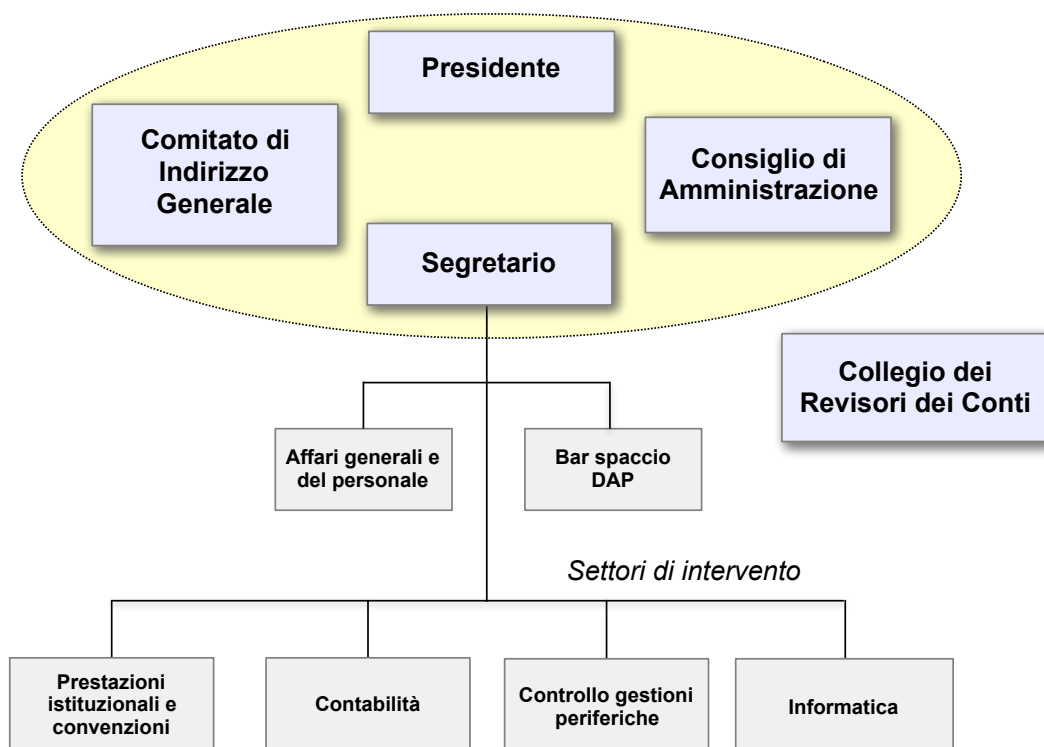 Presidente
Comitato di
Indirizzo
Generale
Consiglio di
Amministrazione
Segretario
Collegio dei
Revisori dei Conti
Affari generali e
del personale
Bar spaccio
DAP
Settori di intervento
Prestazioni
istituzionali e
convenzioni
Contabilità
Controllo gestioni
periferiche
Informatica